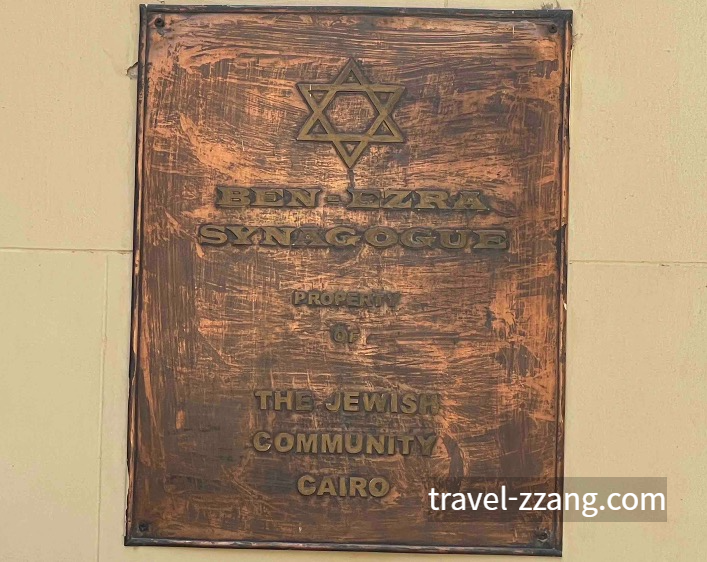 BEN-EZRA
SYNAGOGUE
PROPERTY
OF
THE JEWISH
COMMUNITY
CAIRO
travel-zzang.com